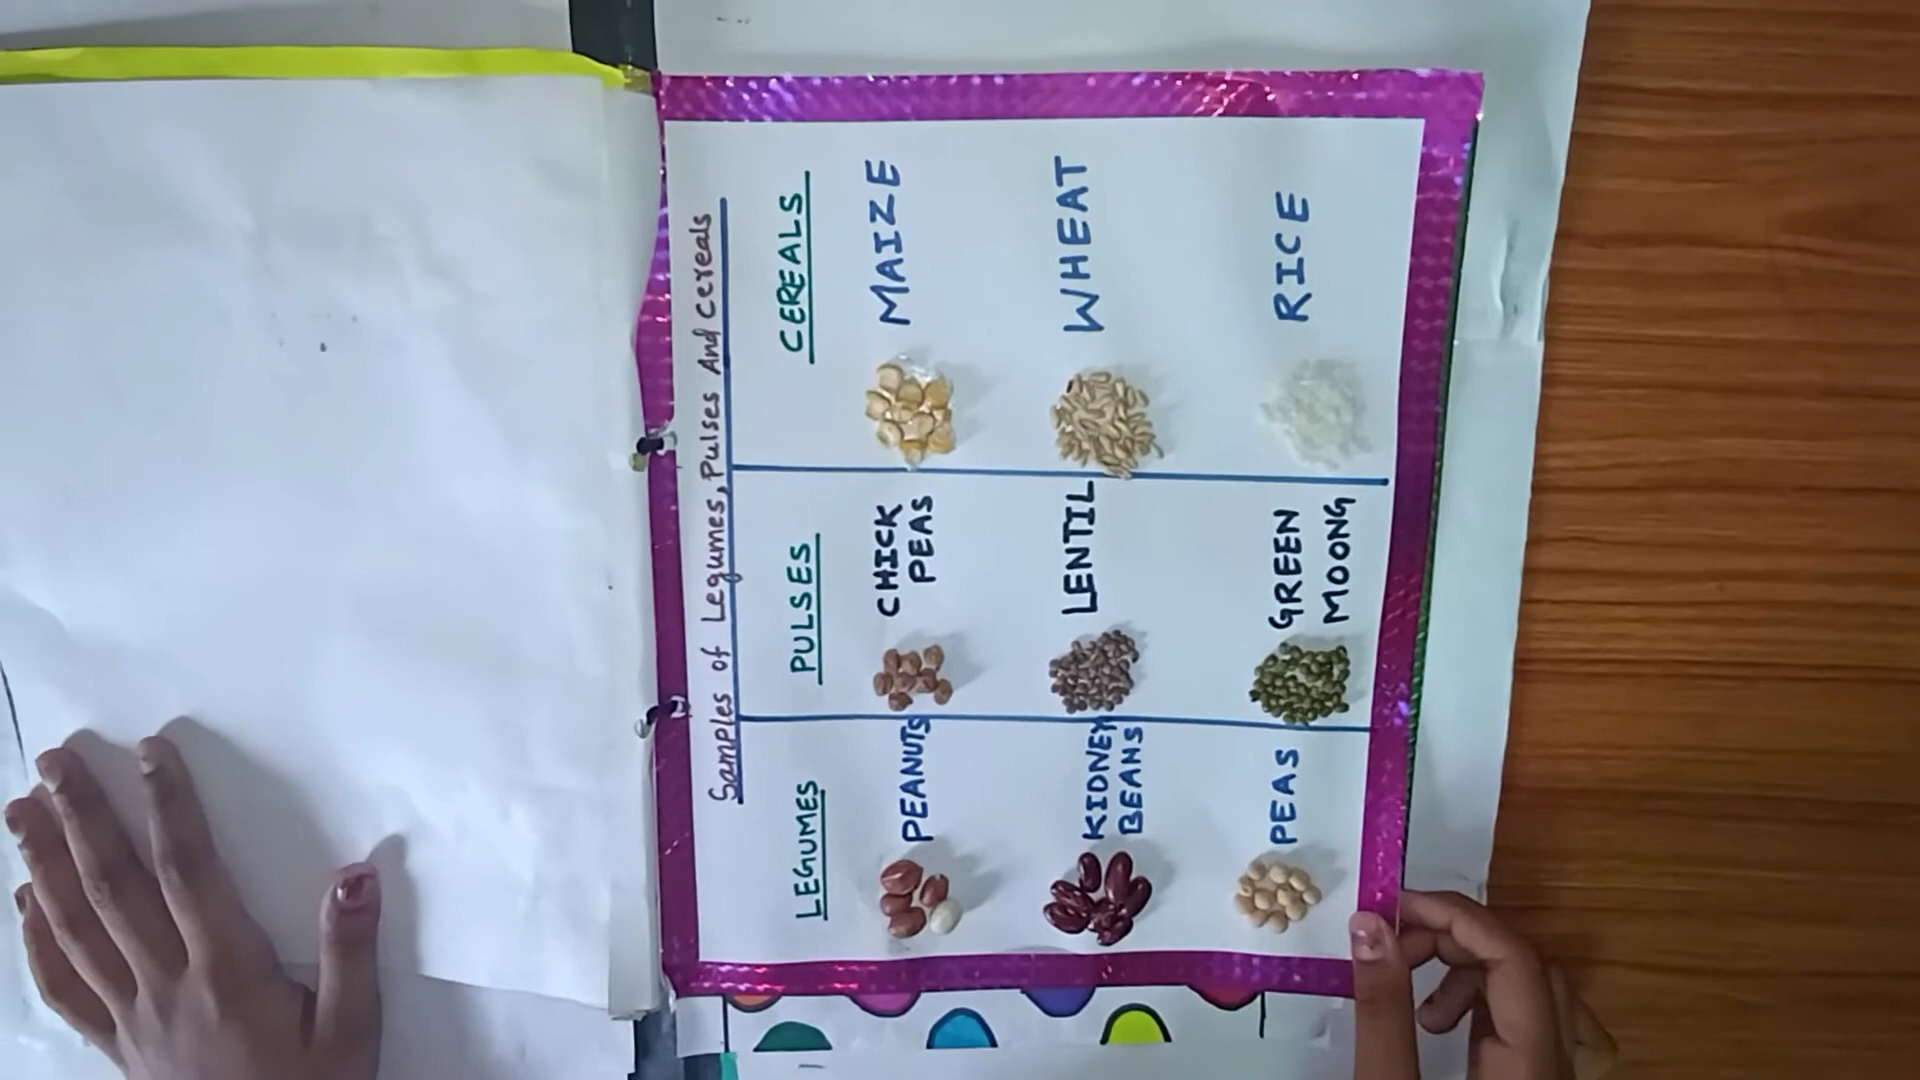 Samples of Legumes, Pulses And Cereals
LEGUMES
PEANUTS
KIDNEY
BEANS
PEAS
PULSES
CHICK
PEAS
LENTIL
GREEN
MOONG
CEREALS
MAIZE
WHEAT
RICE